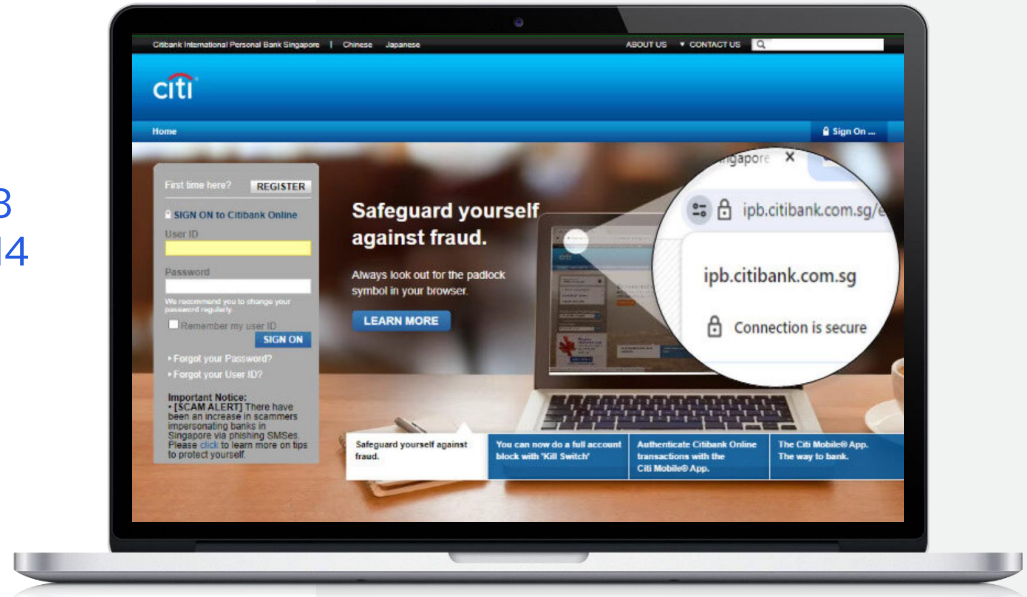 3
14
Citibank International Personal Bank Singapore | Chinese Japanese
ABOUT US ▼ CONTACT US
citi
Home
Sign On ...
First time here? REGISTER
SIGN ON to Citibank Online
User ID
Password
We recommend you to change your
password regularly.
Remember my user ID
SIGN ON
Forgot your Password?
Forgot your User ID?
Important Notice:
• [SCAM ALERT] There have
been an increase in scammers
impersonating banks in
Singapore via phishing SMSes.
Please click to learn more on tips
to protect yourself.
Safeguard yourself
against fraud.
Always look out for the padlock
symbol in your browser.
LEARN MORE
ingapore X
ipb.citibank.com.sg/e
ipb.citibank.com.sg
Connection is secure
Safeguard yourself against
fraud.
You can now do a full account
block with 'Kill Switch'
Authenticate Citibank Online
transactions with the
Citi Mobile® App.
The Citi Mobile® App.
The way to bank.